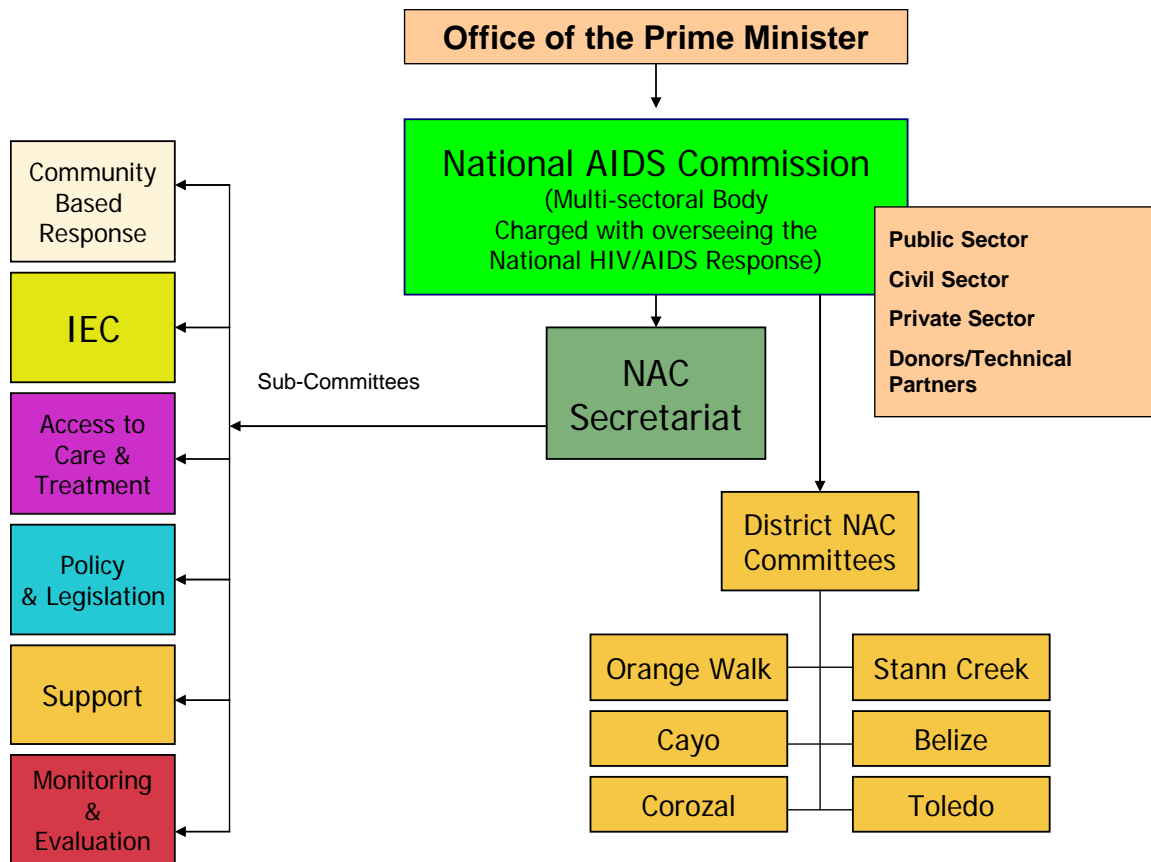 Office of the Prime Minister
National AIDS Commission
(Multi-sectoral Body
Charged with overseeing the
National HIV/AIDS Response)
Public Sector
Civil Sector
Private Sector
Donors/Technical
Partners
Community
Based
Response
IEC
Access to
Care &
Treatment
Policy
& Legislation
Support
Monitoring
&
Evaluation
Sub-Committees
NAC
Secretariat
District NAC
Committees
Orange Walk
Stann Creek
Cayo
Belize
Corozal
Toledo